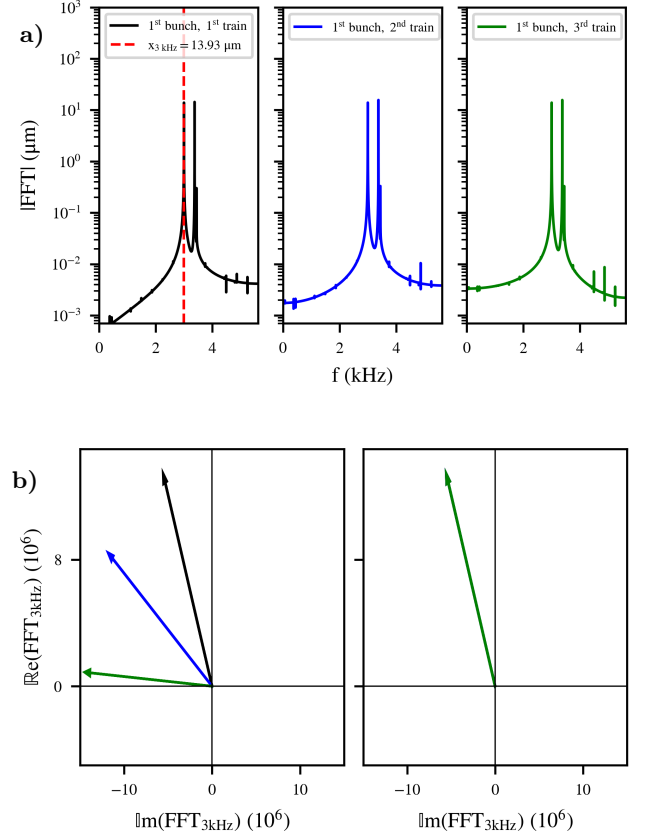 a)
|FFT| (μm)
10³
10²
10¹
10⁰
10⁻¹
10⁻²
10⁻³
1ˢᵗ bunch, 1ˢᵗ train
x₃ ₖHz = 13.93 μm
1ˢᵗ bunch, 2ⁿᵈ train
1ˢᵗ bunch, 3ʳᵈ train
0 2 4
0 2 4
0 2 4
f (kHz)
b)
ℝe(FFT₃ₖHz) (10⁶)
8
0
−10 0 10
−10 0 10
𝕀m(FFT₃ₖHz) (10⁶)
𝕀m(FFT₃ₖHz) (10⁶)